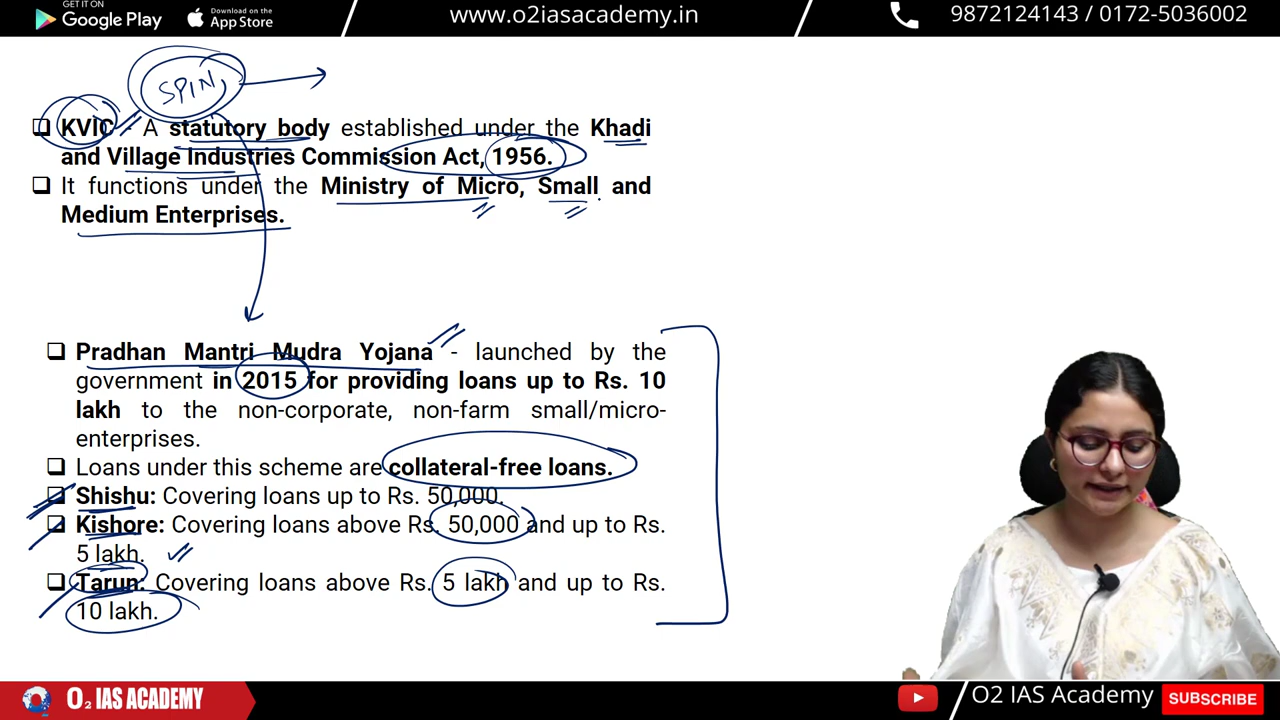 GET IT ON
Google Play
Download on the
App Store
www.o2iasacademy.in
9872124143 / 0172-5036002
SPIN
❑ KVIC - A statutory body established under the Khadi
and Village Industries Commission Act, 1956.
❑ It functions under the Ministry of Micro, Small and
Medium Enterprises.
❑ Pradhan Mantri Mudra Yojana - launched by the
government in 2015 for providing loans up to Rs. 10
lakh to the non-corporate, non-farm small/micro-
enterprises.
❑ Loans under this scheme are collateral-free loans.
❑ Shishu: Covering loans up to Rs. 50,000.
❑ Kishore: Covering loans above Rs. 50,000 and up to Rs.
5 lakh.
❑ Tarun: Covering loans above Rs. 5 lakh and up to Rs.
10 lakh.
O2 IAS ACADEMY
O2 IAS Academy
SUBSCRIBE